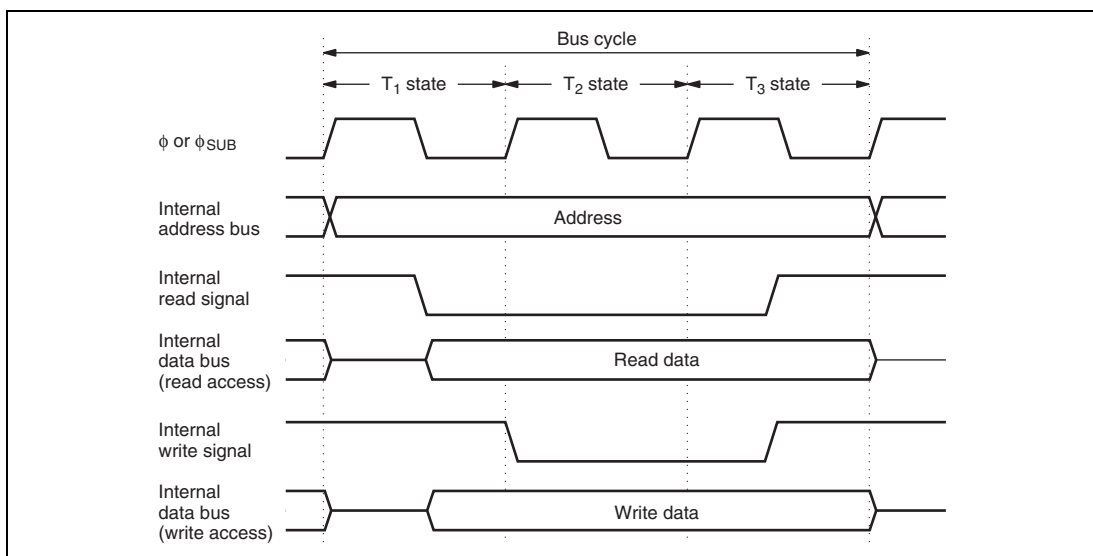 Bus cycle
T1 state
T2 state
T3 state
ϕ or ϕSUB
Internal
address bus
Address
Internal
read signal
Internal
data bus
(read access)
Read data
Internal
write signal
Internal
data bus
(write access)
Write data